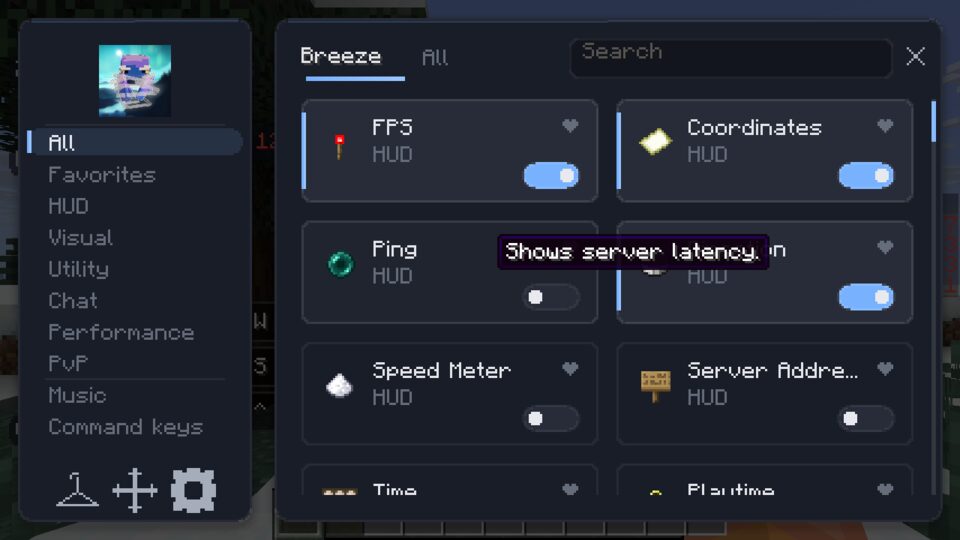 Breeze
All
Search
All
Favorites
HUD
Visual
Utility
Chat
Performance
PvP
Music
Command keys
FPS
HUD
Coordinates
HUD
Ping
HUD
Shows server latency.
on
HUD
Speed Meter
HUD
Server Addre...
HUD
Time
Playtime
W
S